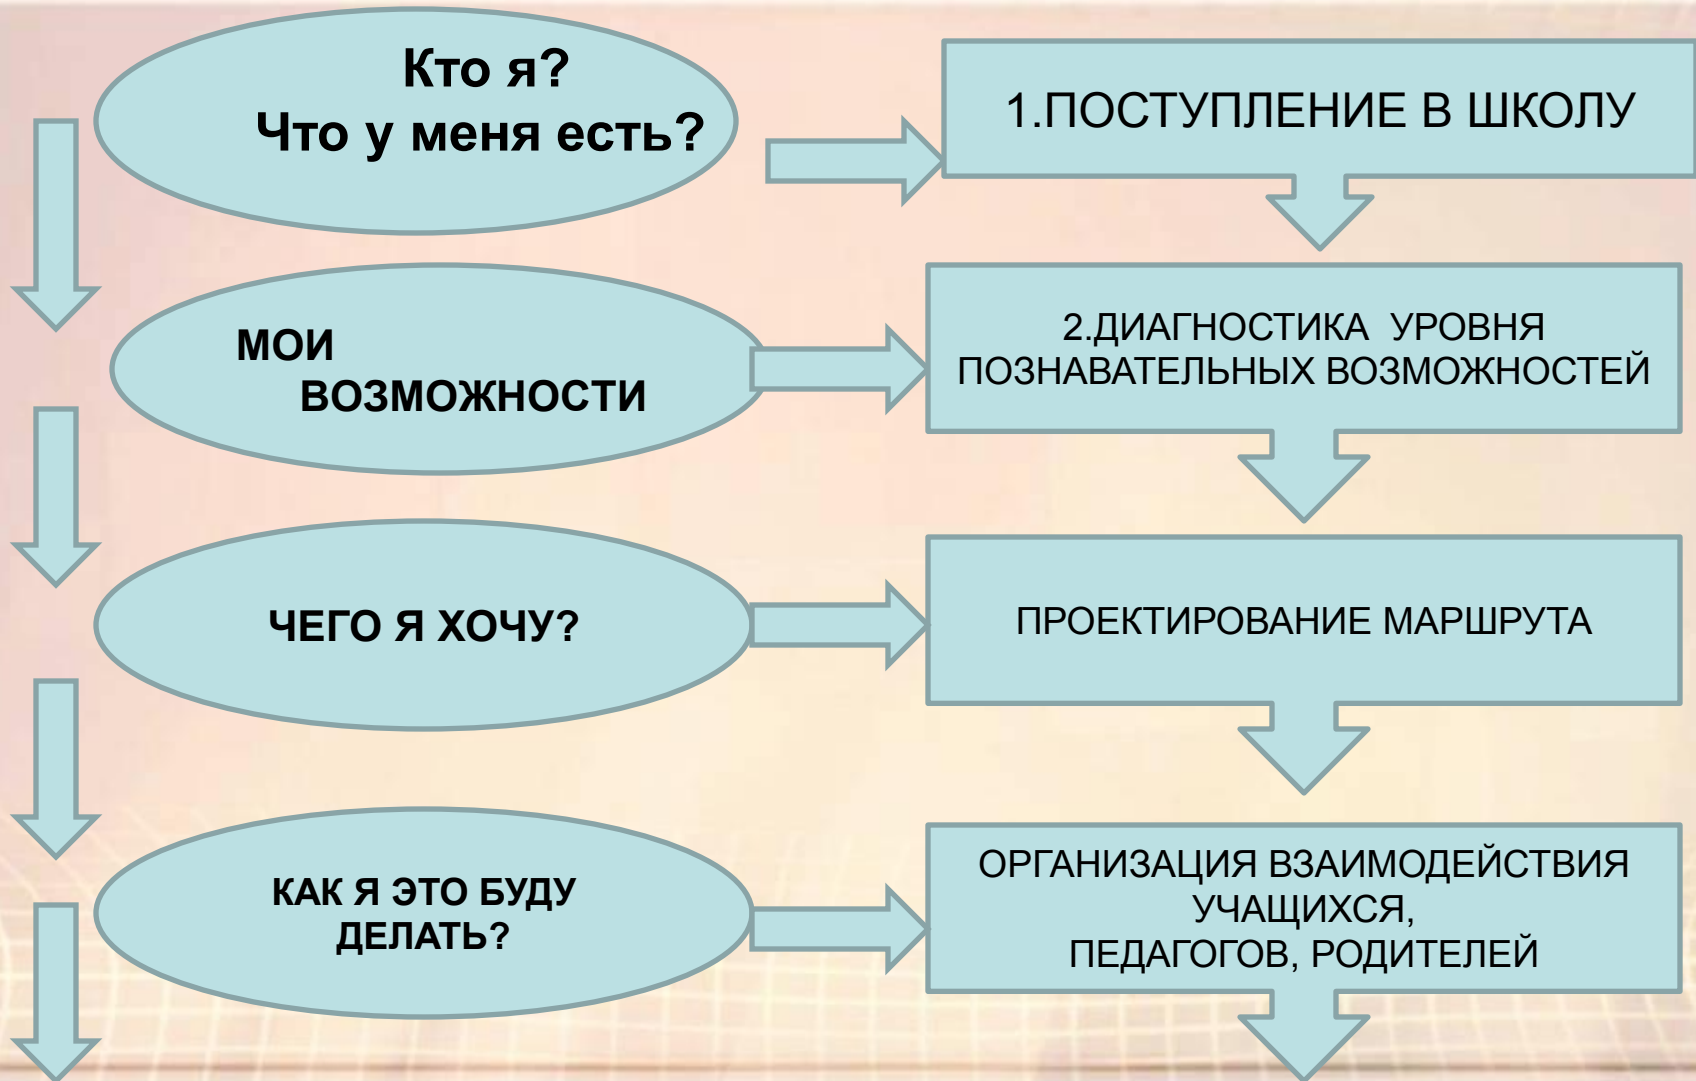 Кто я?
Что у меня есть?
1.ПОСТУПЛЕНИЕ В ШКОЛУ
МОИ
ВОЗМОЖНОСТИ
2.ДИАГНОСТИКА УРОВНЯ
ПОЗНАВАТЕЛЬНЫХ ВОЗМОЖНОСТЕЙ
ЧЕГО Я ХОЧУ?
ПРОЕКТИРОВАНИЕ МАРШРУТА
КАК Я ЭТО БУДУ
ДЕЛАТЬ?
ОРГАНИЗАЦИЯ ВЗАИМОДЕЙСТВИЯ
УЧАЩИХСЯ,
ПЕДАГОГОВ, РОДИТЕЛЕЙ